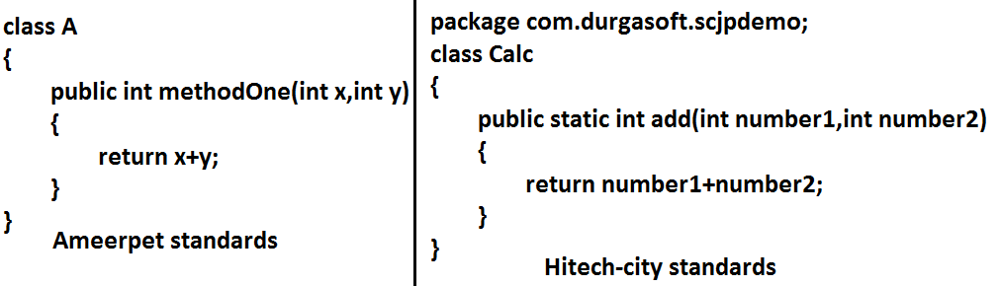 class A
{
public int methodOne(int x,int y)
{
return x+y;
}
}
Ameerpet standards
package com.durgasoft.scjpdemo;
class Calc
{
public static int add(int number1,int number2)
{
return number1+number2;
}
}
Hitech-city standards